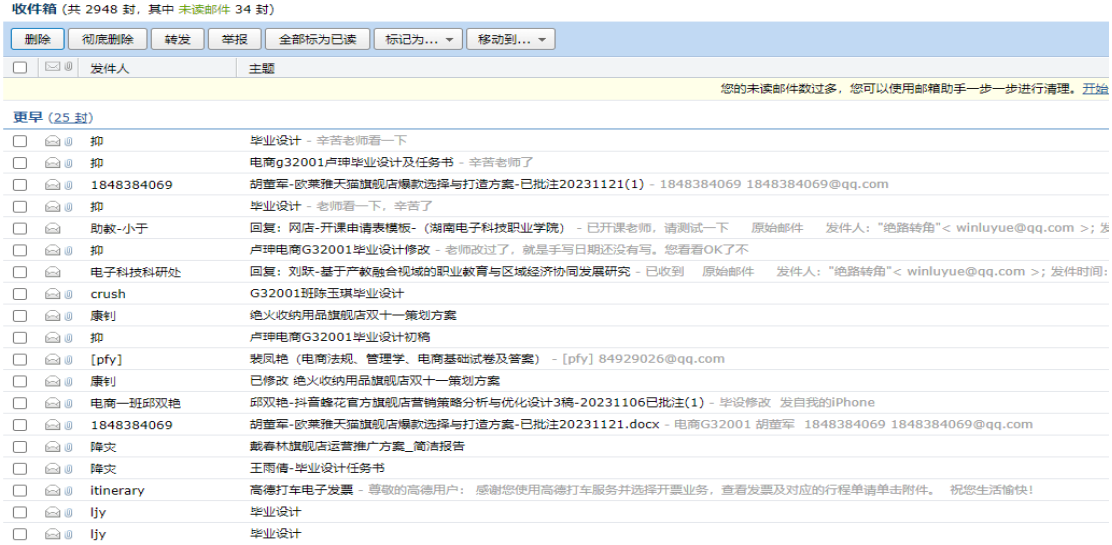 收件箱 (共 2948 封，其中 未读邮件 34 封)
删除 彻底删除 转发 举报 全部标为已读 标记为... 移动到...
发件人 主题
您的未读邮件数过多，您可以使用邮箱助手一步一步进行清理。开始
更早 (25 封)
抑 毕业设计 - 辛苦老师看一下
抑 电商g32001卢珅毕业设计及任务书 - 辛苦老师了
1848384069 胡董军-欧莱雅天猫旗舰店爆款选择与打造方案-已批注20231121(1) - 1848384069 1848384069@qq.com
抑 毕业设计 - 老师看一下，辛苦了
助教-小于 回复：网店-开课申请表模板-（湖南电子科技职业学院） - 已开课老师，请测试一下 原始邮件 发件人："绝路转角"< winluyue@qq.com >; 发
抑 卢珅电商G32001毕业设计修改 - 老师改过了，就是手写日期还没有写。您看看OK了不
电子科技科研处 回复：刘跃-基于产教融合视域的职业教育与区域经济协同发展研究 - 已收到 原始邮件 发件人："绝路转角"< winluyue@qq.com >; 发件时间:
crush G32001班陈玉琪毕业设计
康钊 绝火收纳用品旗舰店双十一策划方案
抑 卢珅电商G32001毕业设计初稿
[pfy] 裴凤艳（电商法规、管理学、电商基础试卷及答案） - [pfy] 84929026@qq.com
康钊 已修改 绝火收纳用品旗舰店双十一策划方案
电商一班邱双艳 邱双艳-抖音蜂花官方旗舰店营销策略分析与优化设计3稿-20231106已批注(1) - 毕设修改 发自我的iPhone
1848384069 胡董军-欧莱雅天猫旗舰店爆款选择与打造方案-已批注20231121.docx - 电商G32001 胡董军 1848384069 1848384069@qq.com
降灾 戴春林旗舰店运营推广方案_简洁报告
降灾 王雨倩-毕业设计任务书
itinerary 高德打车电子发票 - 尊敬的高德用户： 感谢您使用高德打车服务并选择开票业务，查看发票及对应的行程单请单击附件。 祝您生活愉快！
ljy 毕业设计
ljy 毕业设计